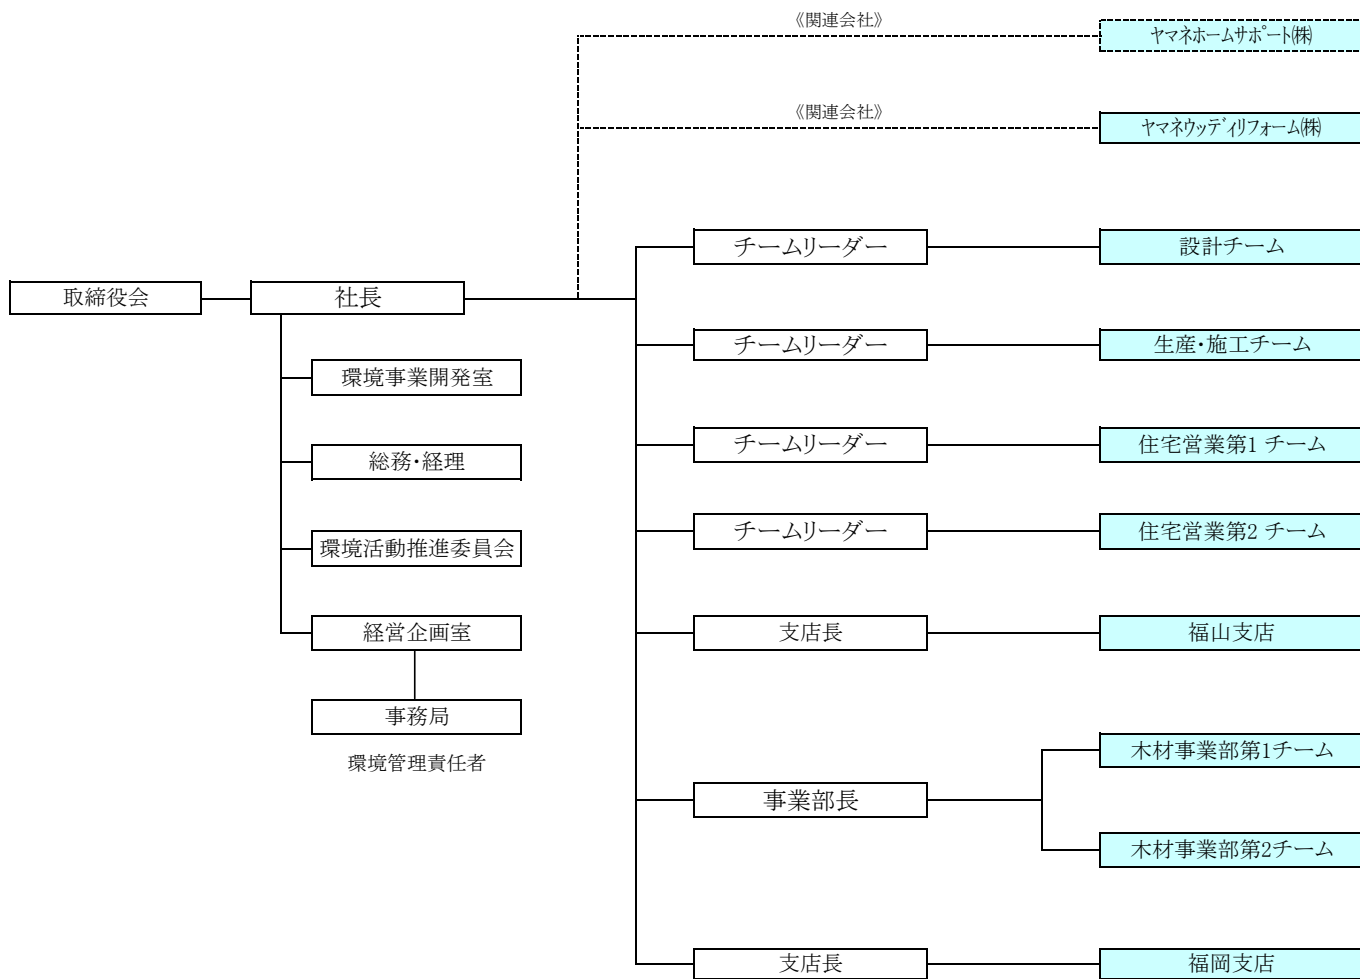 《関連会社》
ヤマネホームサポート㈱
《関連会社》
ヤマネウッディリフォーム㈱
チームリーダー
設計チーム
取締役会
社長
チームリーダー
生産・施工チーム
環境事業開発室
チームリーダー
住宅営業第1 チーム
総務・経理
チームリーダー
住宅営業第2 チーム
環境活動推進委員会
経営企画室
支店長
福山支店
事務局
環境管理責任者
木材事業部第1チーム
事業部長
木材事業部第2チーム
支店長
福岡支店